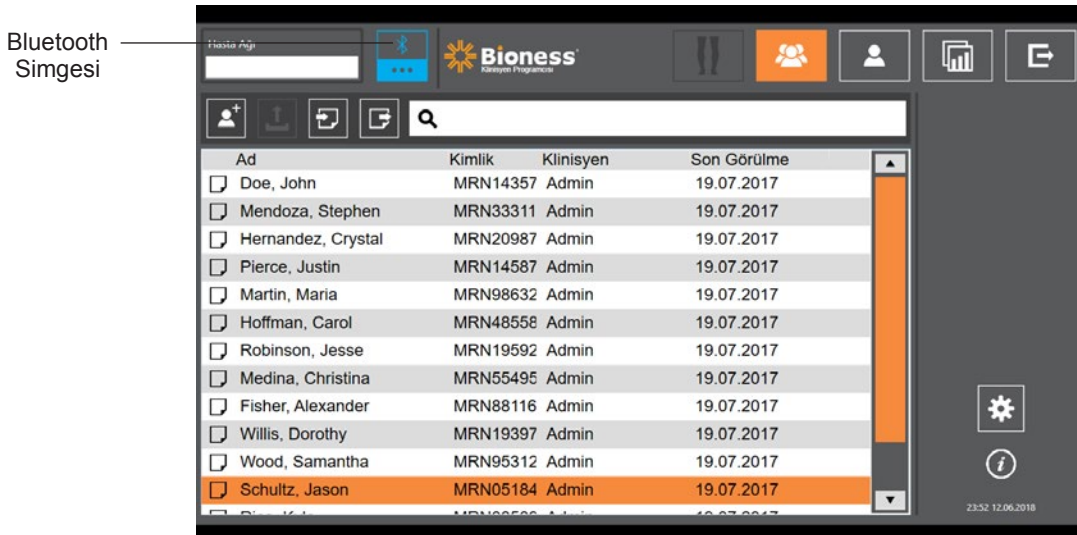 Bluetooth
Simgesi
Hasta Ağı
Bioness
Klinisyen Programcısı
Ad Kimlik Klinisyen Son Görülme
Doe, John MRN14357 Admin 19.07.2017
Mendoza, Stephen MRN33311 Admin 19.07.2017
Hernandez, Crystal MRN20987 Admin 19.07.2017
Pierce, Justin MRN14587 Admin 19.07.2017
Martin, Maria MRN98632 Admin 19.07.2017
Hoffman, Carol MRN48558 Admin 19.07.2017
Robinson, Jesse MRN19592 Admin 19.07.2017
Medina, Christina MRN55495 Admin 19.07.2017
Fisher, Alexander MRN88116 Admin 19.07.2017
Willis, Dorothy MRN19397 Admin 19.07.2017
Wood, Samantha MRN95312 Admin 19.07.2017
Schultz, Jason MRN05184 Admin 19.07.2017
23:52 12.06.2018